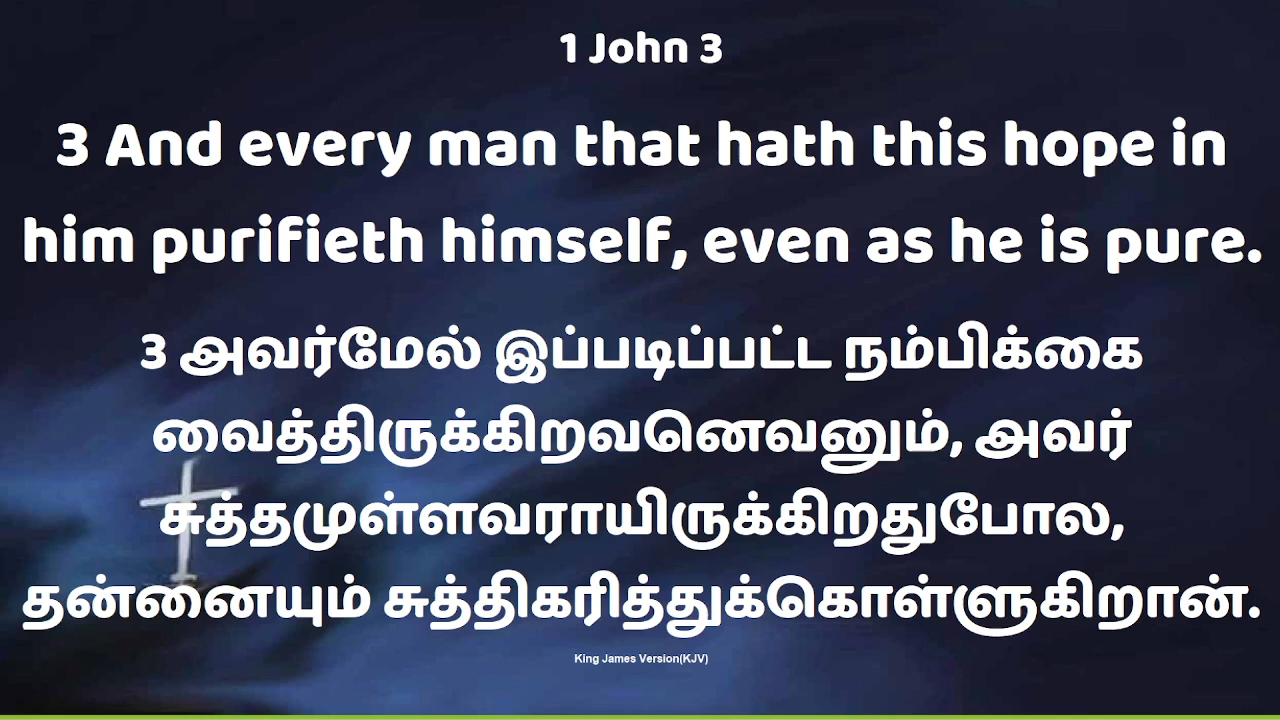 1 John 3
3 And every man that hath this hope in
him purifieth himself, even as he is pure.
3 அவர்மேல் இப்படிப்பட்ட நம்பிக்கை
வைத்திருக்கிறவனெவனும், அவர்
சுத்தமுள்ளவராயிருக்கிறதுபோல,
தன்னையும் சுத்திகரித்துக்கொள்ளுகிறான்.
King James Version(KJV)